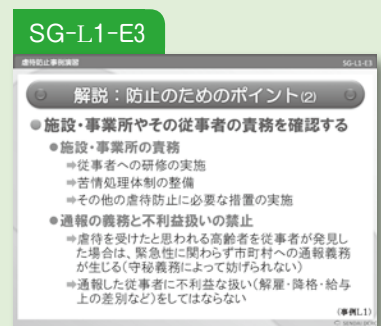 SG-L1-E3
虐待防止事例演習
SG-L1-E3
解説：防止のためのポイント(2)
●施設・事業所やその従事者の責務を確認する
●施設・事業所の責務
⇒従事者への研修の実施
⇒苦情処理体制の整備
⇒その他の虐待防止に必要な措置の実施
●通報の義務と不利益扱いの禁止
⇒虐待を受けたと思われる高齢者を従事者が発見し
た場合は、緊急性に関わらず市町村への通報義務
が生じる(守秘義務によって妨げられない)
⇒通報した従事者に不利益な扱い(解雇・降格・給与
上の差別など)をしてはならない
(事例L1)